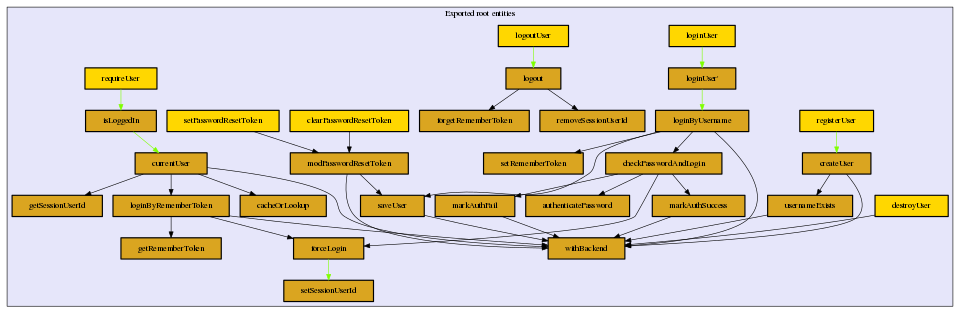 Exported root entities
logoutUser
loginUser
requireUser
logout
loginUser'
isLoggedIn
setPasswordResetToken
clearPasswordResetToken
forgetRememberToken
removeSessionUserId
loginByUsername
registerUser
currentUser
modPasswordResetToken
setRememberToken
checkPasswordAndLogin
createUser
getSessionUserId
loginByRememberToken
cacheOrLookup
saveUser
markAuthFail
authenticatePassword
markAuthSuccess
usernameExists
destroyUser
getRememberToken
forceLogin
withBackend
setSessionUserId